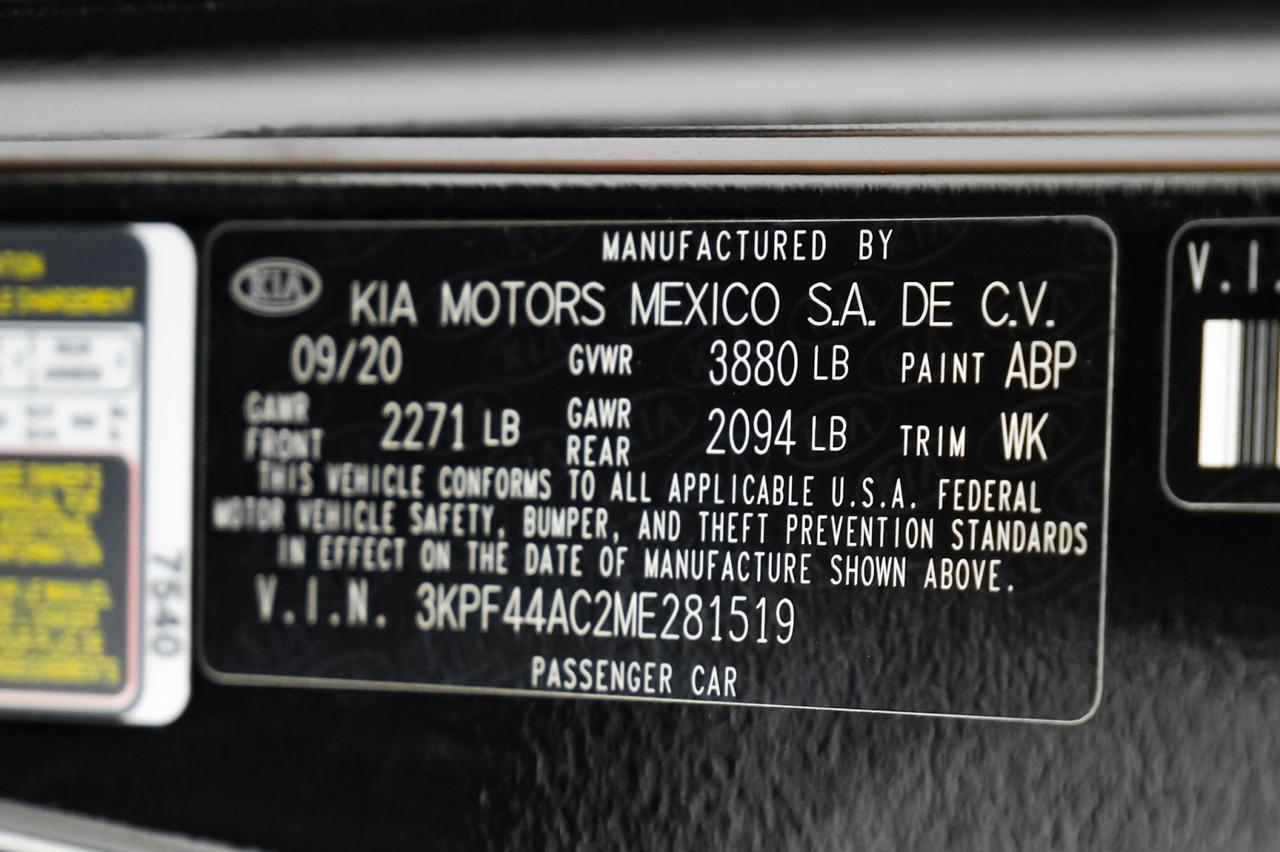 MANUFACTURED BY
KIA
KIA MOTORS MEXICO S.A. DE C.V.
09/20 GVWR 3880 LB PAINT ABP
GAWR FRONT 2271 LB GAWR REAR 2094 LB TRIM WK
THIS VEHICLE CONFORMS TO ALL APPLICABLE U.S.A. FEDERAL
MOTOR VEHICLE SAFETY, BUMPER, AND THEFT PREVENTION STANDARDS
IN EFFECT ON THE DATE OF MANUFACTURE SHOWN ABOVE.
V.I.N. 3KPF44AC2ME281519
PASSENGER CAR
7540
V.I.